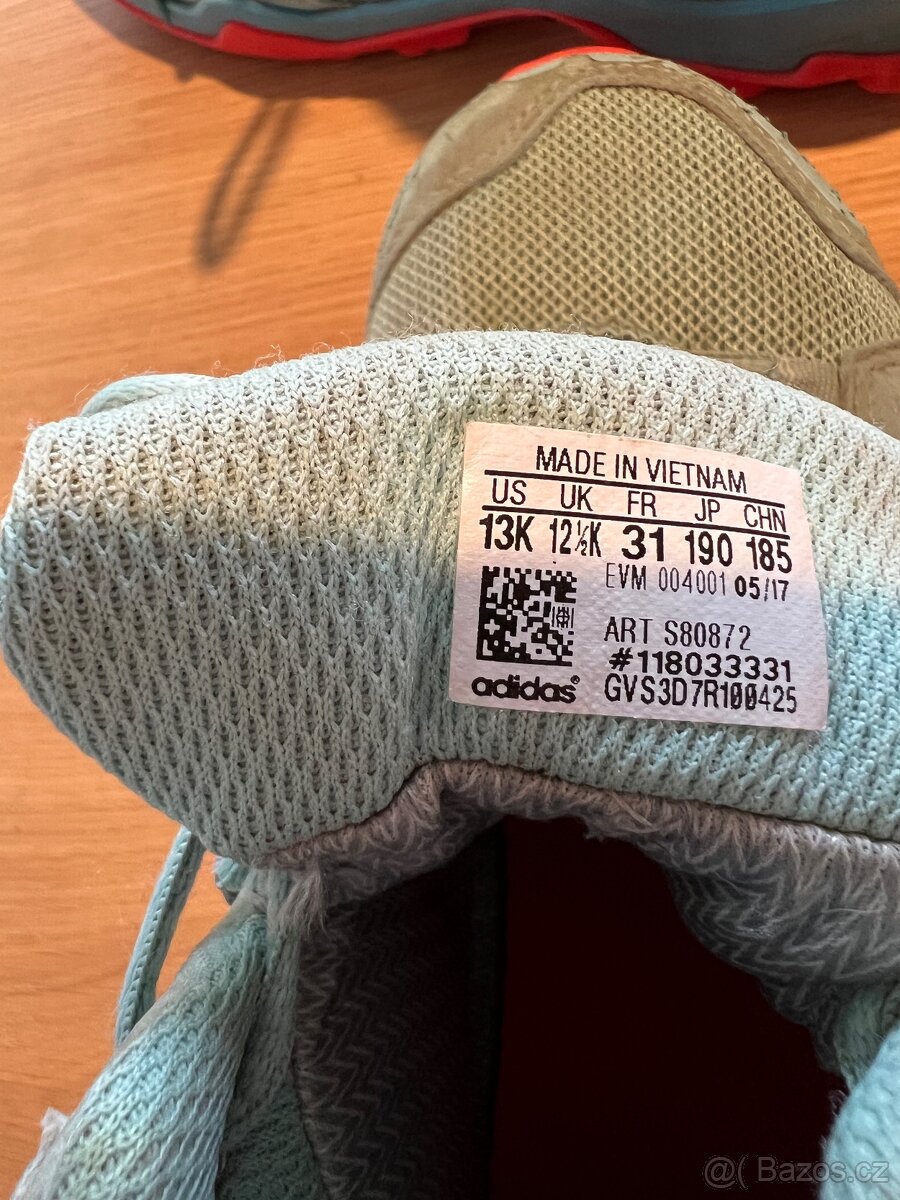 MADE IN VIETNAM
US UK FR JP CHN
13K 12½K 31 190 185
EVM 004001 05/17
ART S80872
#118033331
adidas® GVS3D7R100425
@( Bazos.cz